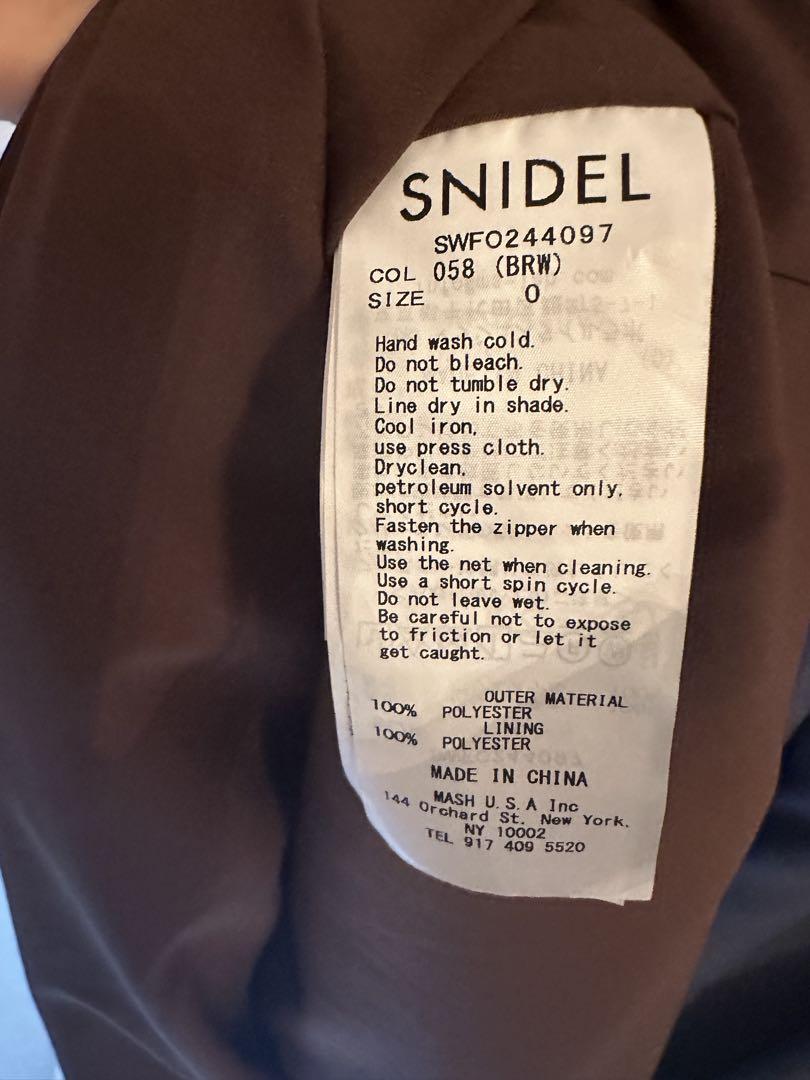 SNIDEL
SWFO244097
COL 058 (BRW)
SIZE 0
Hand wash cold.
Do not bleach.
Do not tumble dry.
Line dry in shade.
Cool iron,
use press cloth.
Dryclean,
petroleum solvent only,
short cycle.
Fasten the zipper when
washing.
Use the net when cleaning.
Use a short spin cycle.
Do not leave wet.
Be careful not to expose
to friction or let it
get caught.
OUTER MATERIAL
100% POLYESTER
LINING
100% POLYESTER
MADE IN CHINA
MASH U.S.A Inc
144 Orchard St. New York,
NY 10002
TEL 917 409 5520